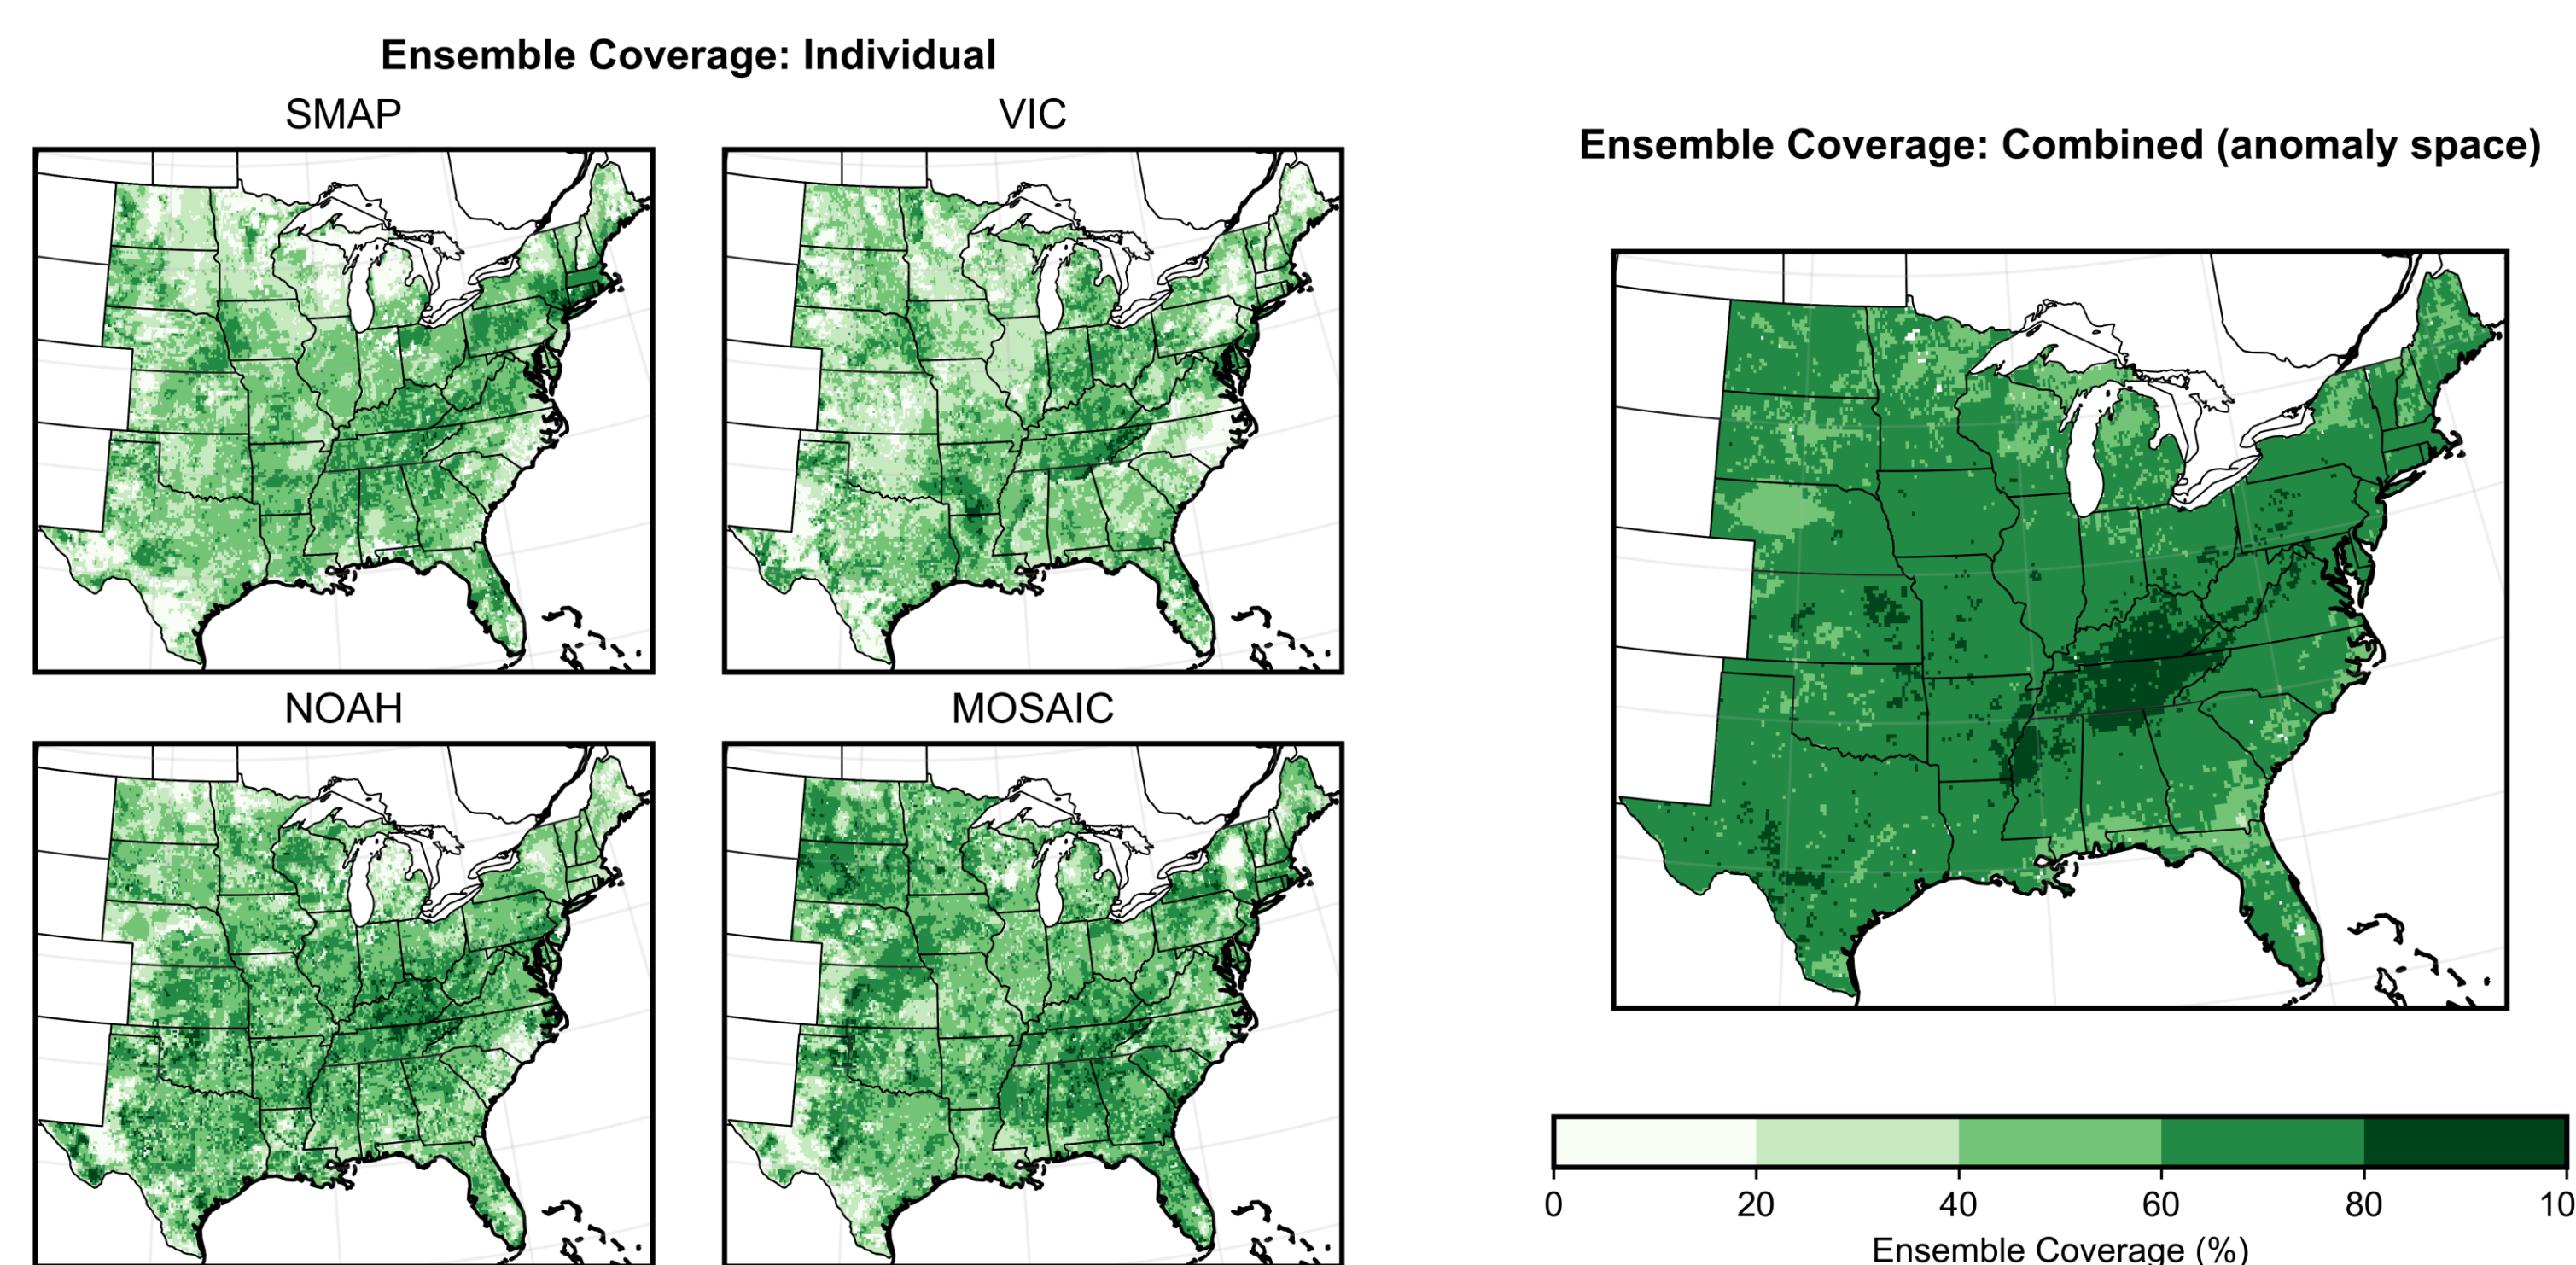 Ensemble Coverage: Individual
SMAP
VIC
NOAH
MOSAIC
Ensemble Coverage: Combined (anomaly space)
0 20 40 60 80 10
Ensemble Coverage (%)